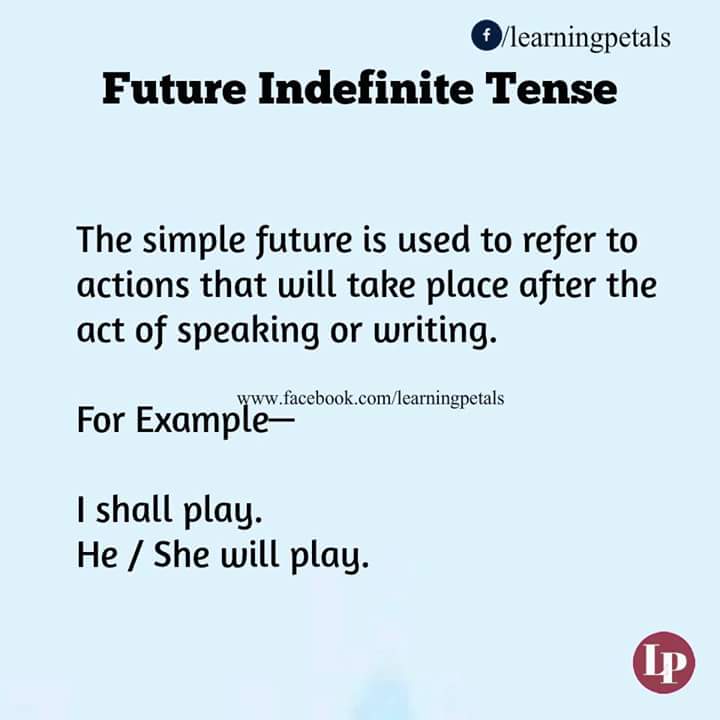 f/learningpetals
Future Indefinite Tense
The simple future is used to refer to
actions that will take place after the
act of speaking or writing.
www.facebook.com/learningpetals
For Example—
I shall play.
He / She will play.
LP